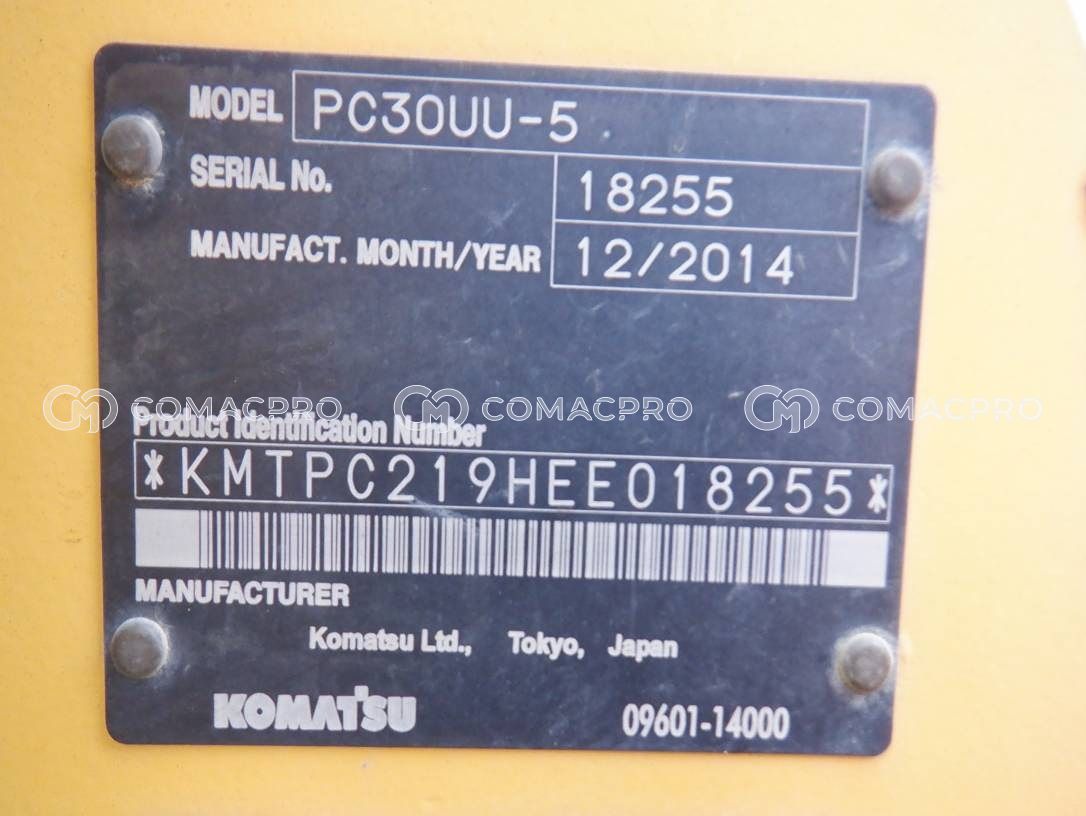 MODEL PC30UU-5
SERIAL No. 18255
MANUFACT. MONTH/YEAR 12/2014
COMACPRO COMACPRO COMACPRO
Product Identification Number
*KMTPC219HEE018255*
MANUFACTURER
Komatsu Ltd., Tokyo, Japan
KOMATSU 09601-14000